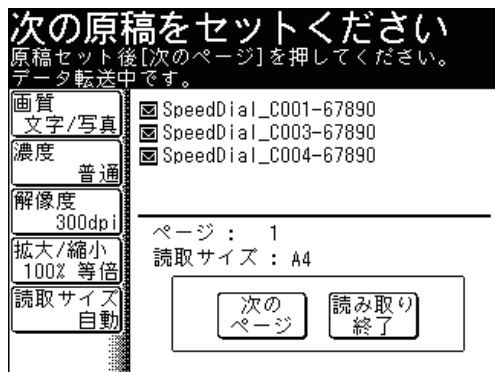 次の原稿をセットください
原稿セット後[次のページ]を押してください。
データ転送中です。
画質
文字/写真
濃度
普通
解像度
300dpi
拡大/縮小
100% 等倍
読取サイズ
自動
SpeedDial_C001-67890
SpeedDial_C003-67890
SpeedDial_C004-67890
ページ : 1
読取サイズ : A4
次の
ページ
読み取り
終了